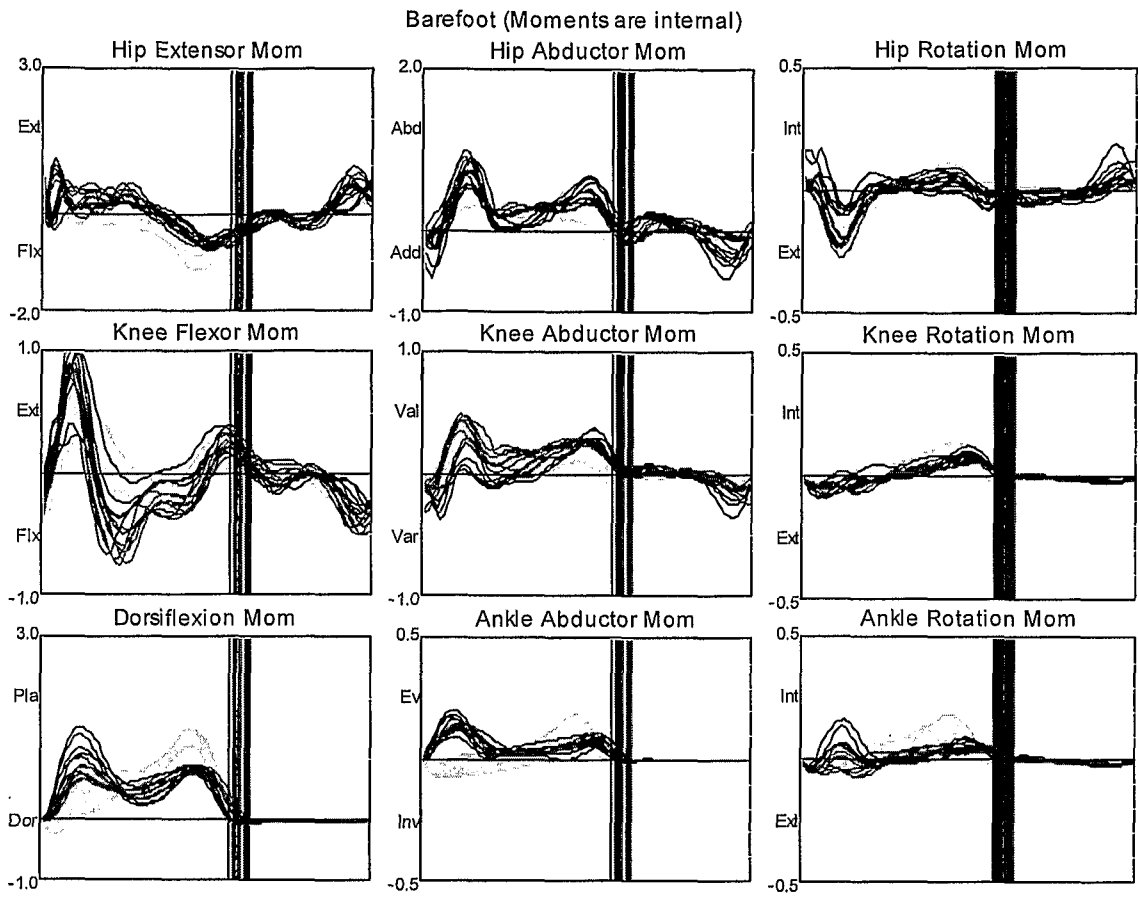 Barefoot (Moments are internal)
Hip Extensor Mom
Hip Abductor Mom
Hip Rotation Mom
3.0
Ext
Flx
-2.0
2.0
Abd
Add
-1.0
0.5
Int
Ext
-0.5
Knee Flexor Mom
Knee Abductor Mom
Knee Rotation Mom
1.0
Ext
Flx
-1.0
1.0
Val
Var
-1.0
0.5
Int
Ext
-0.5
Dorsiflexion Mom
Ankle Abductor Mom
Ankle Rotation Mom
3.0
Pla
Dor
-1.0
0.5
Ev
Inv
-0.5
0.5
Int
Ext
-0.5